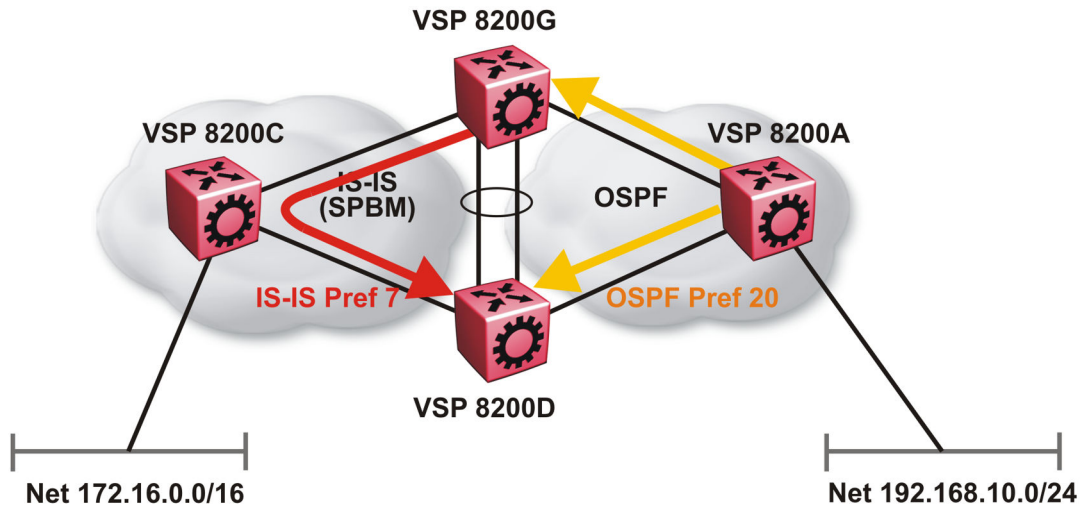 VSP 8200G
VSP 8200C
VSP 8200A
IS-IS
(SPBM)
OSPF
IS-IS Pref 7
OSPF Pref 20
VSP 8200D
Net 172.16.0.0/16
Net 192.168.10.0/24